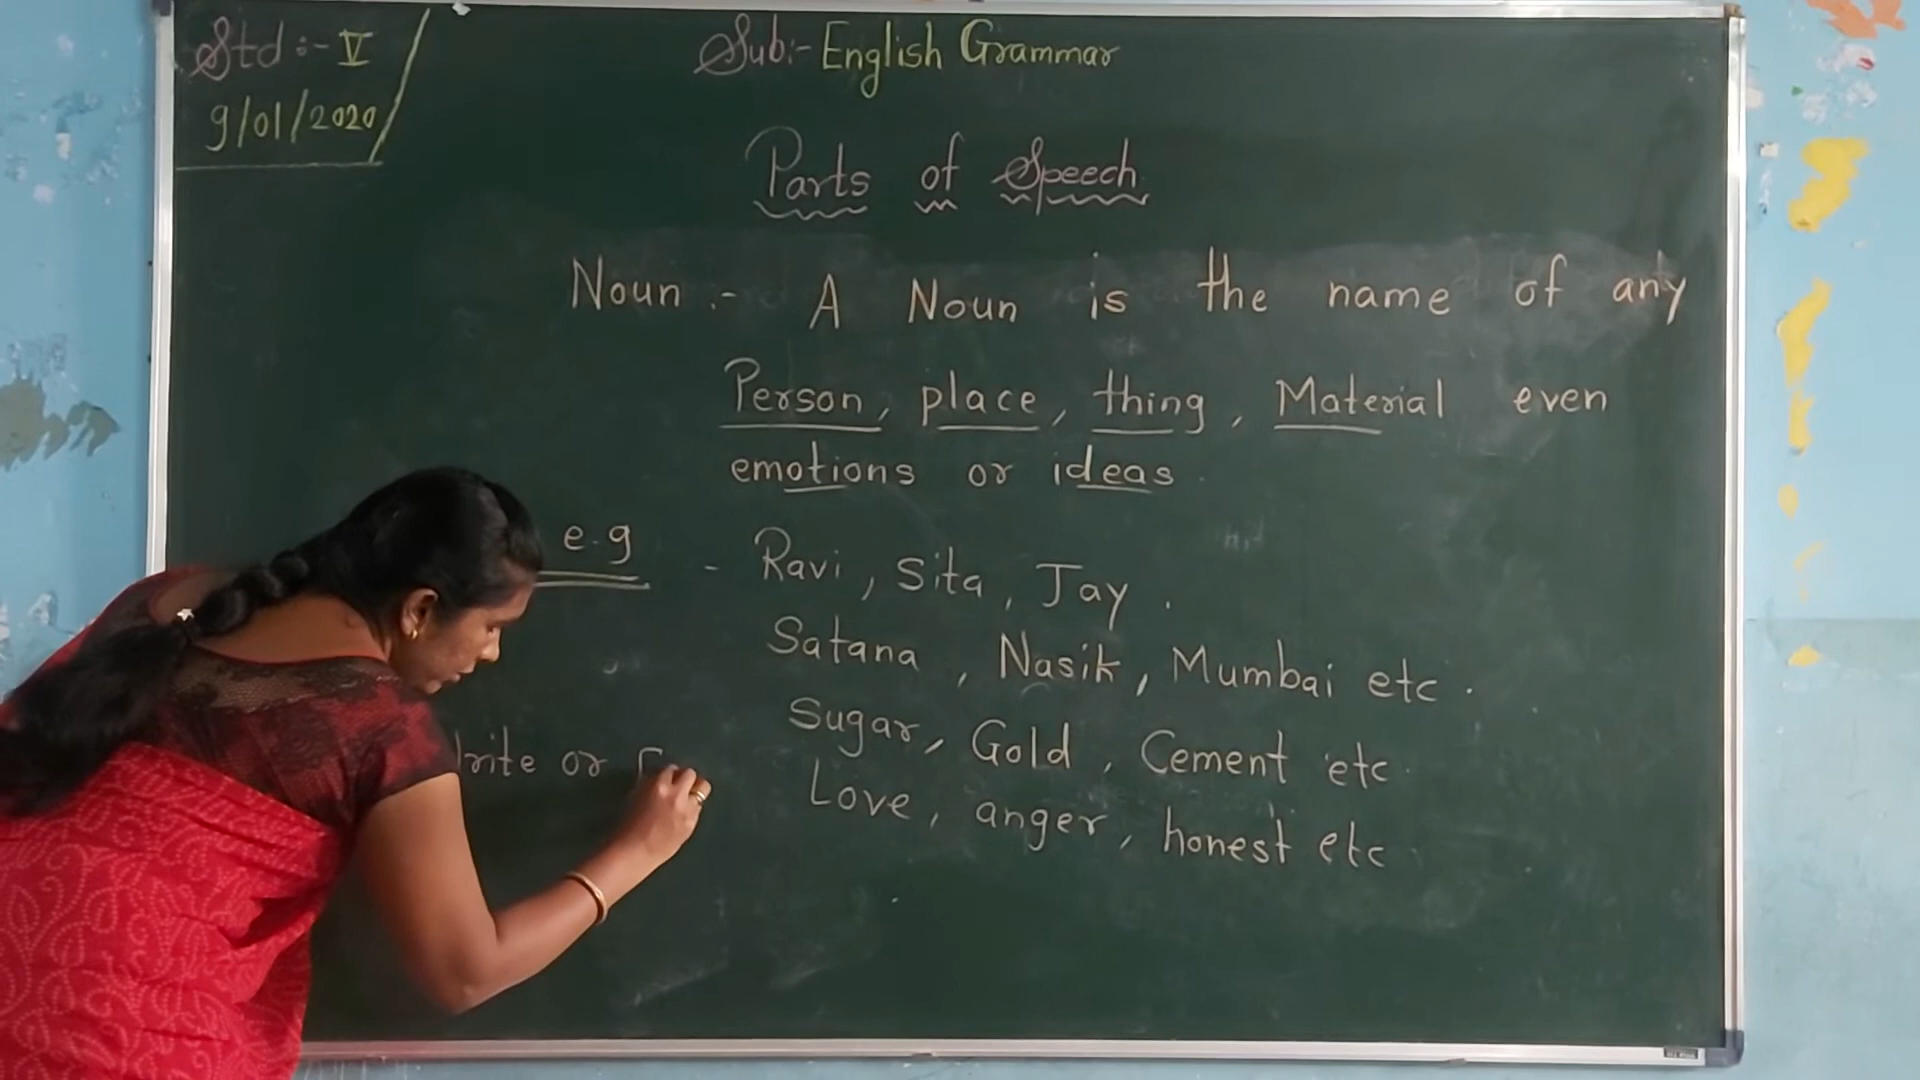 Std :- V
9/01/2020
Sub:- English Grammar
Parts of Speech
Noun :- A Noun is the name of any
Person, place, thing, Material even
emotions or ideas.
e.g - Ravi, Sita, Jay.
Satana, Nasik, Mumbai etc.
Sugar, Gold, Cement etc.
Love, anger, honest etc
or